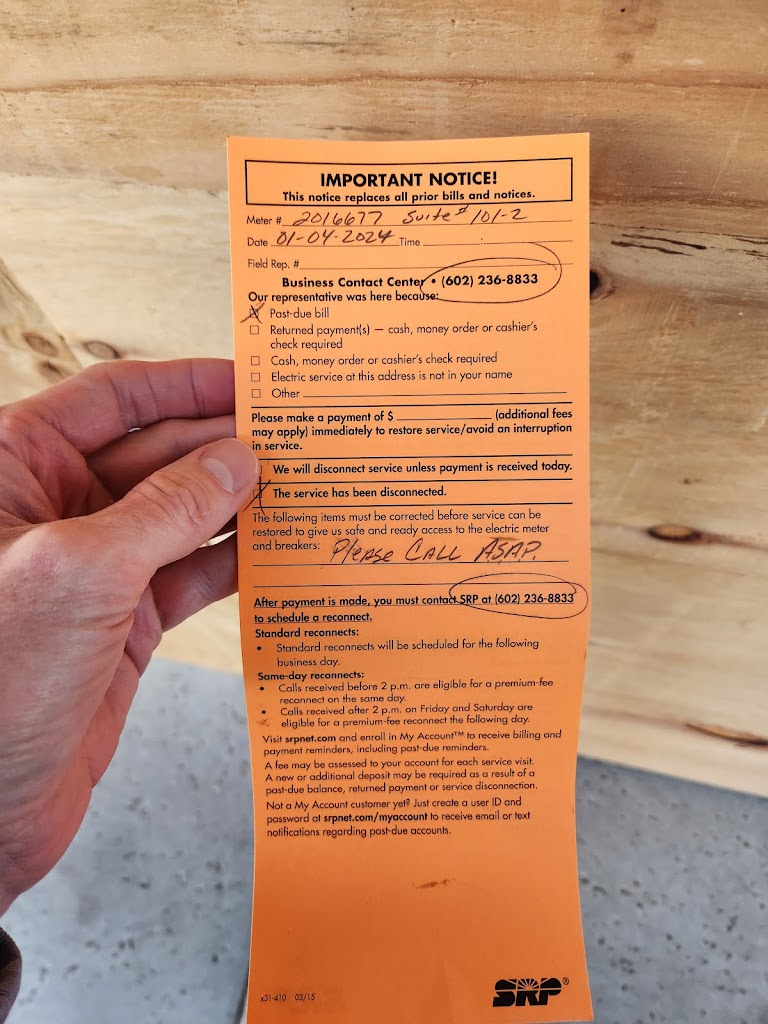 IMPORTANT NOTICE!
This notice replaces all prior bills and notices.
Meter # 2016677 Suite # 101-2
Date 01-04-2024 Time
Field Rep. #
Business Contact Center • (602) 236-8833
Our representative was here because:
X Past-due bill
☐ Returned payment(s) — cash, money order or cashier's
check required
☐ Cash, money order or cashier's check required
☐ Electric service at this address is not in your name
☐ Other
Please make a payment of $ (additional fees
may apply) immediately to restore service/avoid an interruption
in service.
☐ We will disconnect service unless payment is received today.
X The service has been disconnected.
The following items must be corrected before service can be
restored to give us safe and ready access to the electric meter
and breakers: Please CALL ASAP.
After payment is made, you must contact SRP at (602) 236-8833
to schedule a reconnect.
Standard reconnects:
• Standard reconnects will be scheduled for the following
business day.
Same-day reconnects:
• Calls received before 2 p.m. are eligible for a premium-fee
reconnect on the same day.
• Calls received after 2 p.m. on Friday and Saturday are
eligible for a premium-fee reconnect the following day.
Visit srpnet.com and enroll in My Account™ to receive billing and
payment reminders, including past-due reminders.
A fee may be assessed to your account for each service visit.
A new or additional deposit may be required as a result of a
past-due balance, returned payment or service disconnection.
Not a My Account customer yet? Just create a user ID and
password at srpnet.com/myaccount to receive email or text
notifications regarding past-due accounts.
x31-410 03/15
SRP®